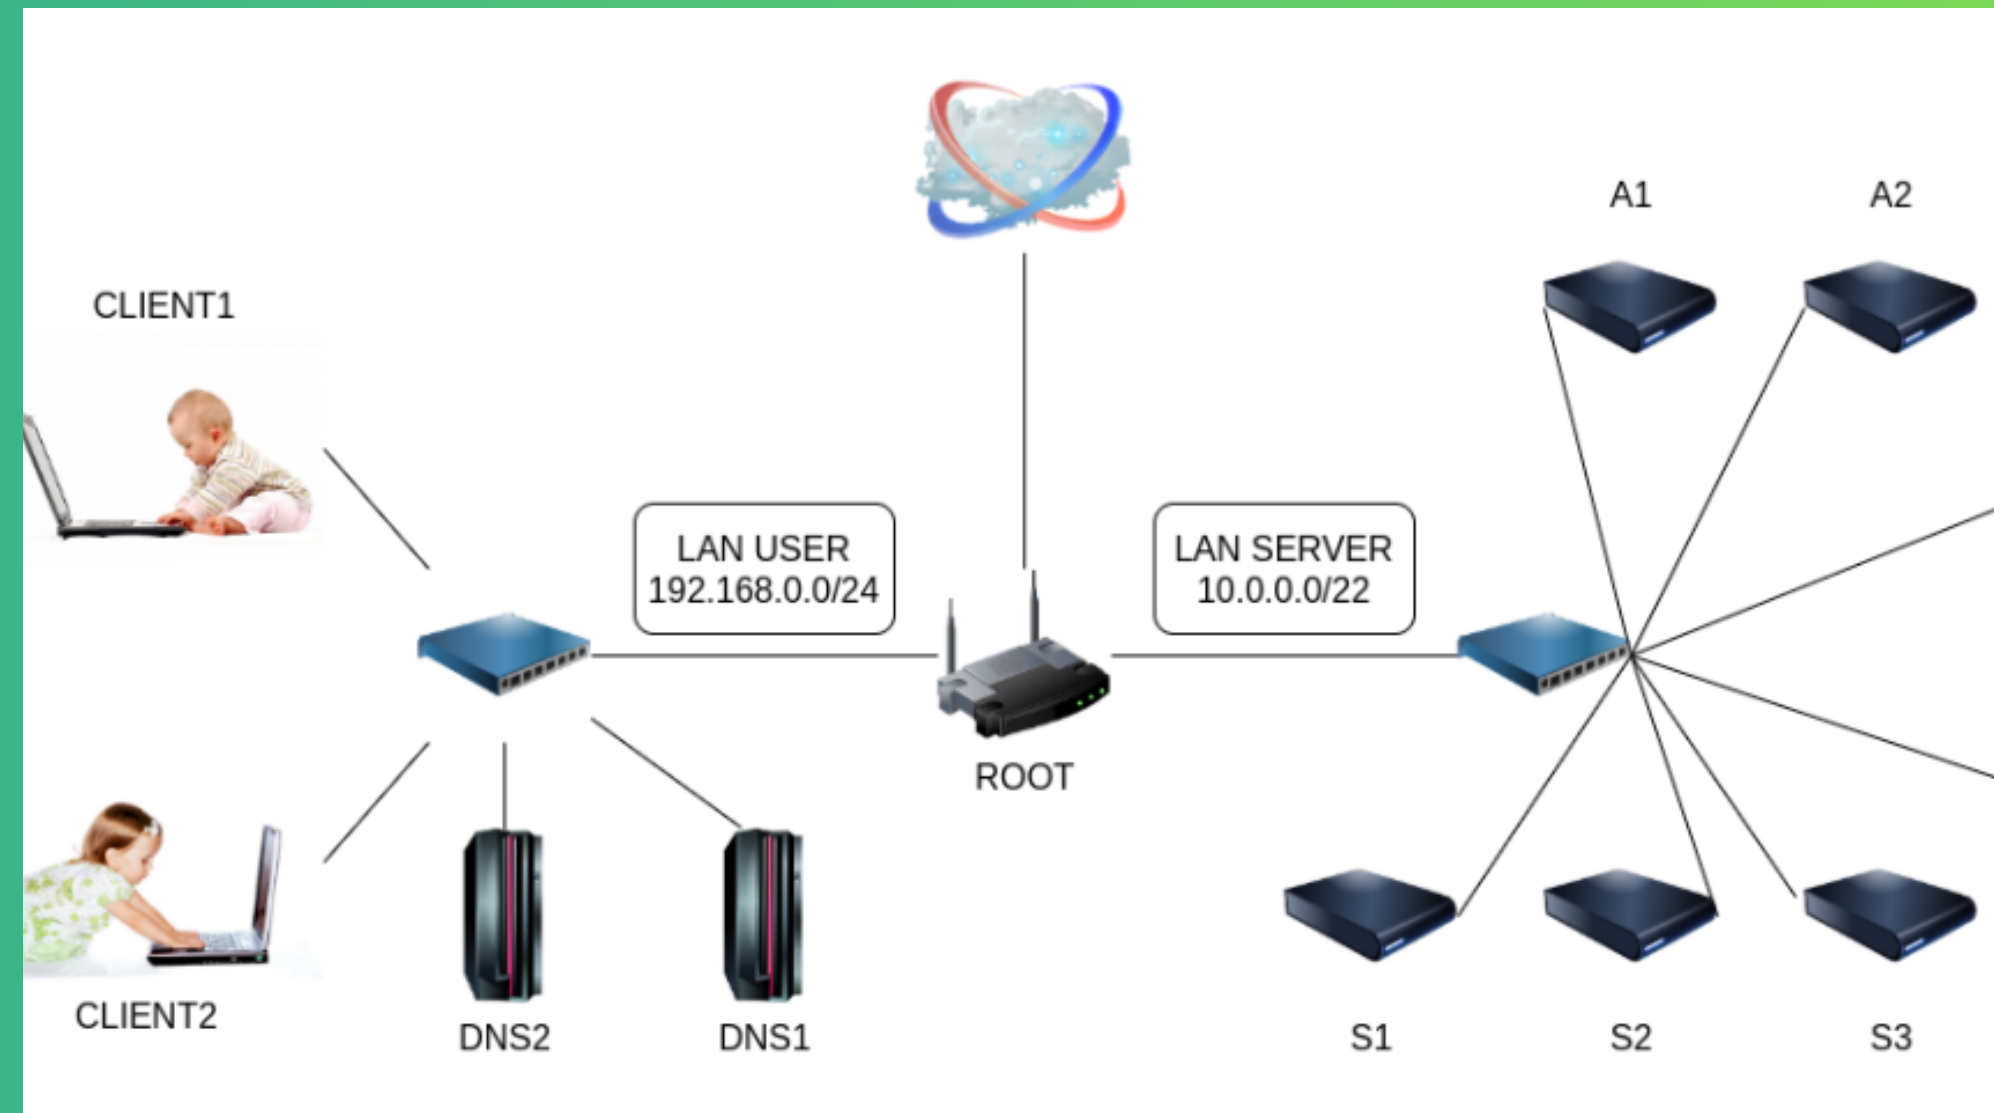 A1
A2
CLIENT1
LAN USER
192.168.0.0/24
LAN SERVER
10.0.0.0/22
ROOT
CLIENT2
DNS2
DNS1
S1
S2
S3